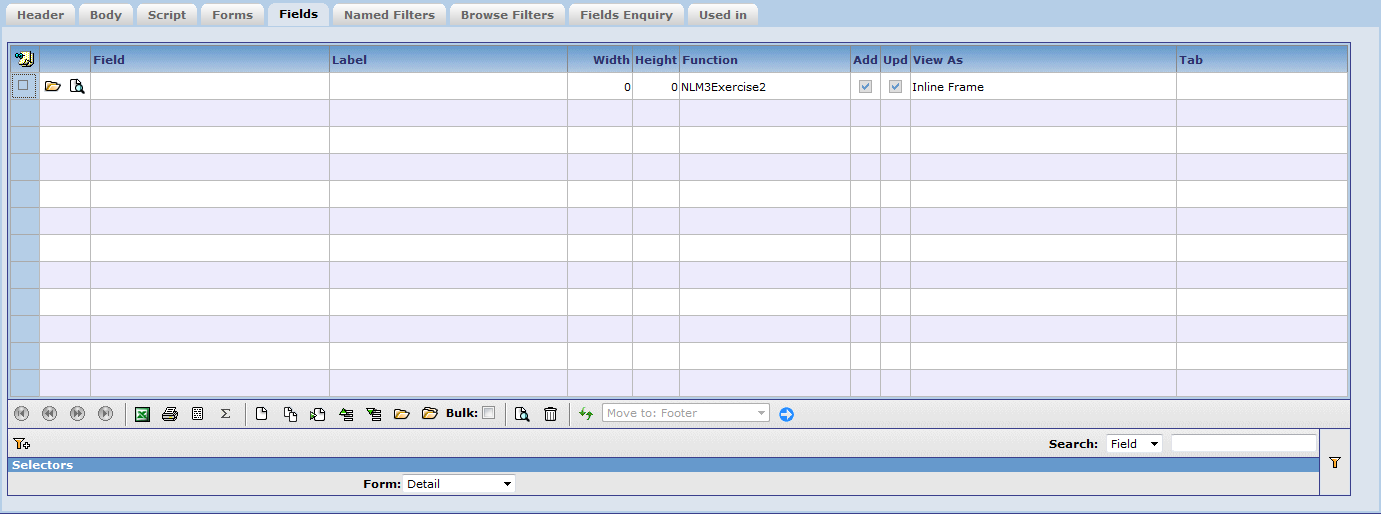 Header Body Script Forms Fields Named Filters Browse Filters Fields Enquiry Used in
Field Label Width Height Function Add Upd View As Tab
0 0 NLM3Exercise2 Inline Frame
Σ Bulk: Move to: Footer
Search: Field
Selectors
Form: Detail